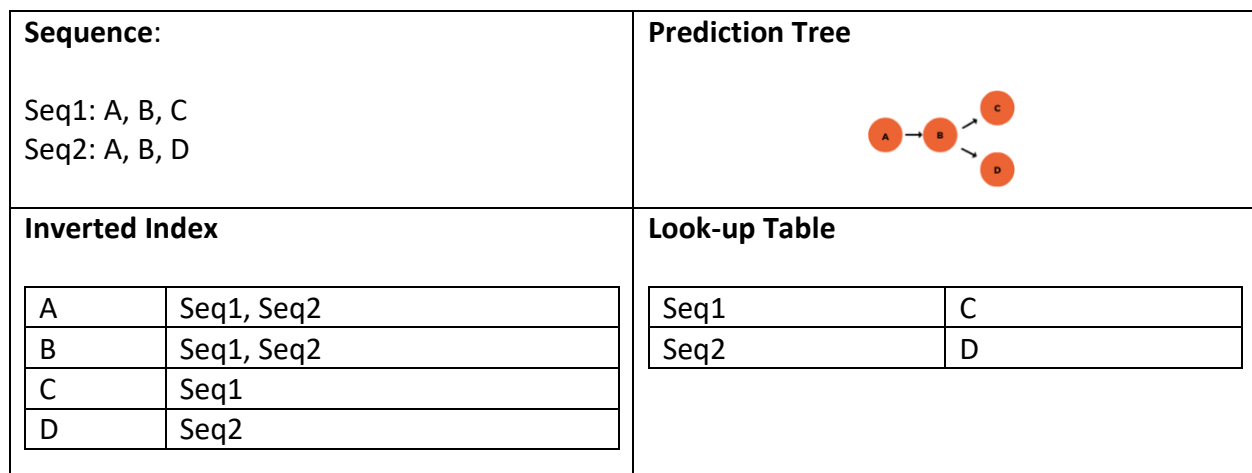 Sequence:
Seq1: A, B, C
Seq2: A, B, D
Prediction Tree
A
B
C
D
Inverted Index
A Seq1, Seq2
B Seq1, Seq2
C Seq1
D Seq2
Look-up Table
Seq1 C
Seq2 D